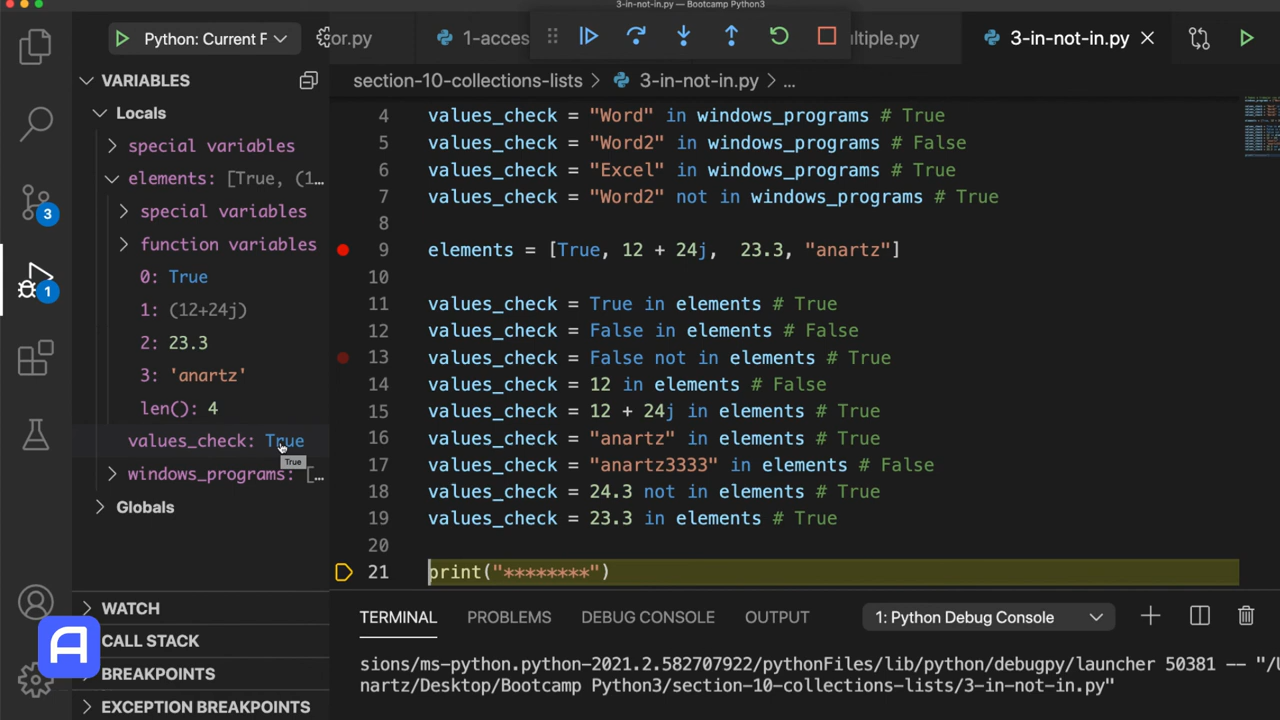 3-in-not-in.py — Bootcamp Python3
Python: Current F
or.py
1-acces
ultiple.py
3-in-not-in.py
VARIABLES
section-10-collections-lists > 3-in-not-in.py > ...
Locals
special variables
elements: [True, (1...
special variables
function variables
0: True
1: (12+24j)
2: 23.3
3: 'anartz'
len(): 4
values_check: True
True
windows_programs: [...
Globals
3
1
4 values_check = "Word" in windows_programs # True
5 values_check = "Word2" in windows_programs # False
6 values_check = "Excel" in windows_programs # True
7 values_check = "Word2" not in windows_programs # True
8
9 elements = [True, 12 + 24j,  23.3, "anartz"]
10
11 values_check = True in elements # True
12 values_check = False in elements # False
13 values_check = False not in elements # True
14 values_check = 12 in elements # False
15 values_check = 12 + 24j in elements # True
16 values_check = "anartz" in elements # True
17 values_check = "anartz3333" in elements # False
18 values_check = 24.3 not in elements # True
19 values_check = 23.3 in elements # True
20
21 print("********")
WATCH
CALL STACK
BREAKPOINTS
EXCEPTION BREAKPOINTS
A
TERMINAL PROBLEMS DEBUG CONSOLE OUTPUT 1: Python Debug Console
sions/ms-python.python-2021.2.582707922/pythonFiles/lib/python/debugpy/launcher 50381 -- "/U
nartz/Desktop/Bootcamp Python3/section-10-collections-lists/3-in-not-in.py"